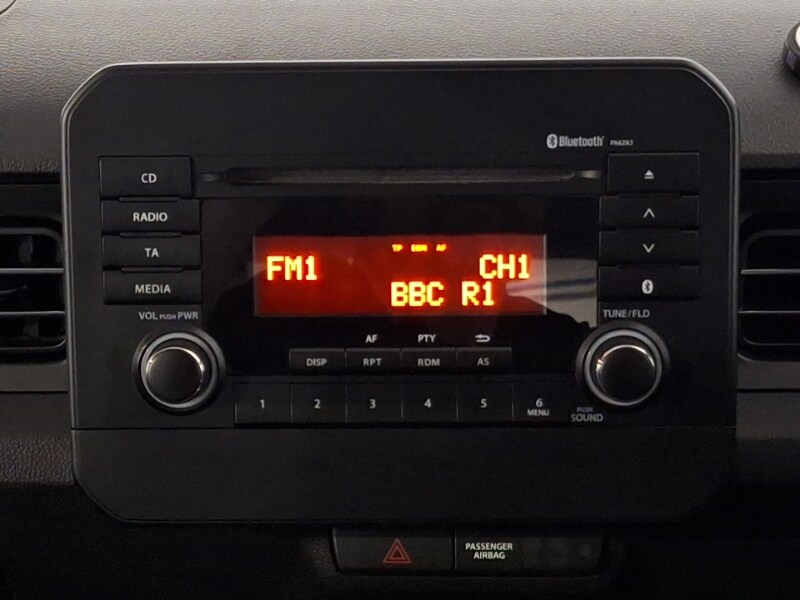 Bluetooth
CD
RADIO
TA
MEDIA
TP EON AF
FM1 CH1
BBC R1
VOL PUSH PWR
TUNE/FLD
AF PTY
DISP RPT RDM AS
1 2 3 4 5 6
MENU
PUSH
SOUND
PASSENGER
AIRBAG